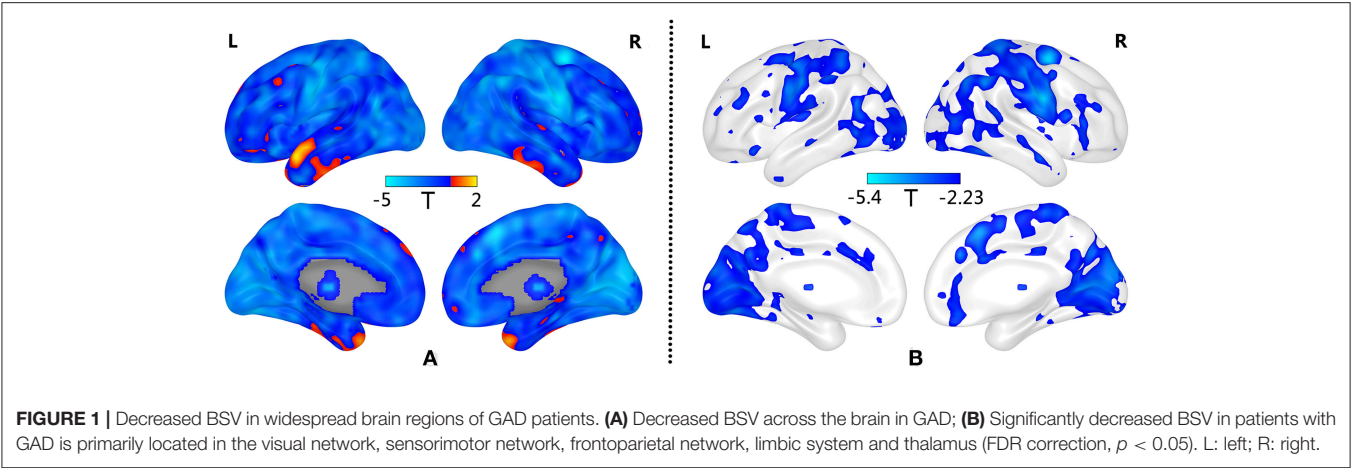 L R
L R
-5 T 2
-5.4 T -2.23
A
B
FIGURE 1 | Decreased BSV in widespread brain regions of GAD patients. (A) Decreased BSV across the brain in GAD; (B) Significantly decreased BSV in patients with
GAD is primarily located in the visual network, sensorimotor network, frontoparietal network, limbic system and thalamus (FDR correction, p < 0.05). L: left; R: right.